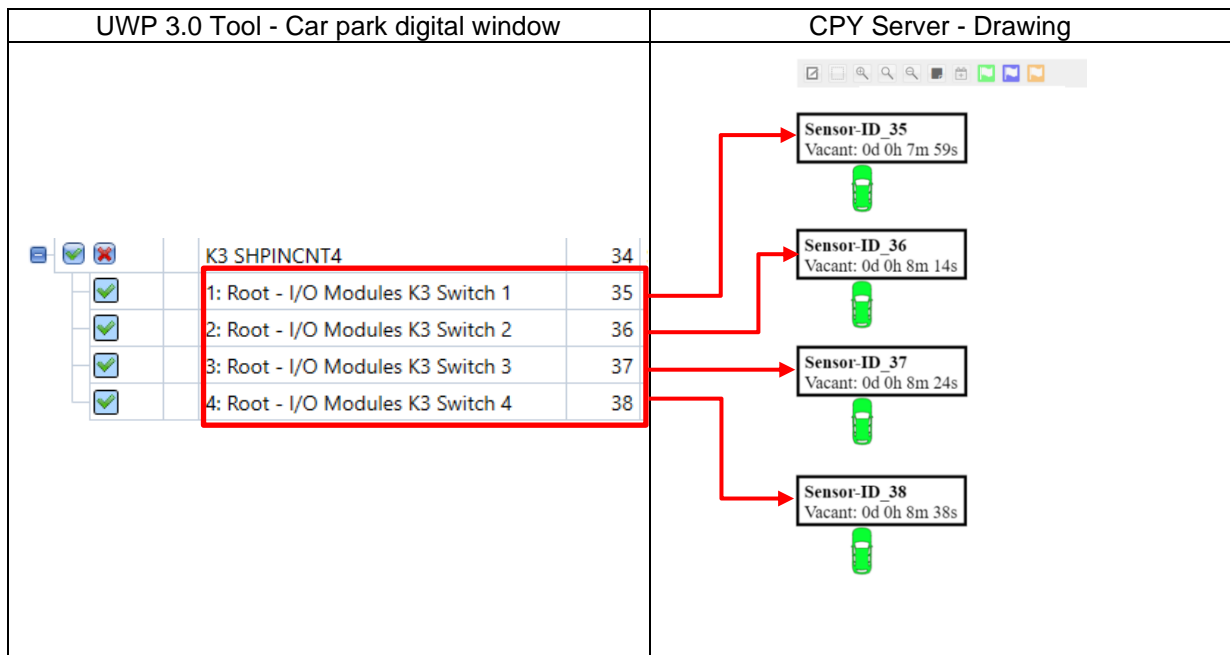 UWP 3.0 Tool - Car park digital window
CPY Server - Drawing
K3 SHPINCNT4 34
1: Root - I/O Modules K3 Switch 1 35
2: Root - I/O Modules K3 Switch 2 36
3: Root - I/O Modules K3 Switch 3 37
4: Root - I/O Modules K3 Switch 4 38
Sensor-ID_35
Vacant: 0d 0h 7m 59s
Sensor-ID_36
Vacant: 0d 0h 8m 14s
Sensor-ID_37
Vacant: 0d 0h 8m 24s
Sensor-ID_38
Vacant: 0d 0h 8m 38s